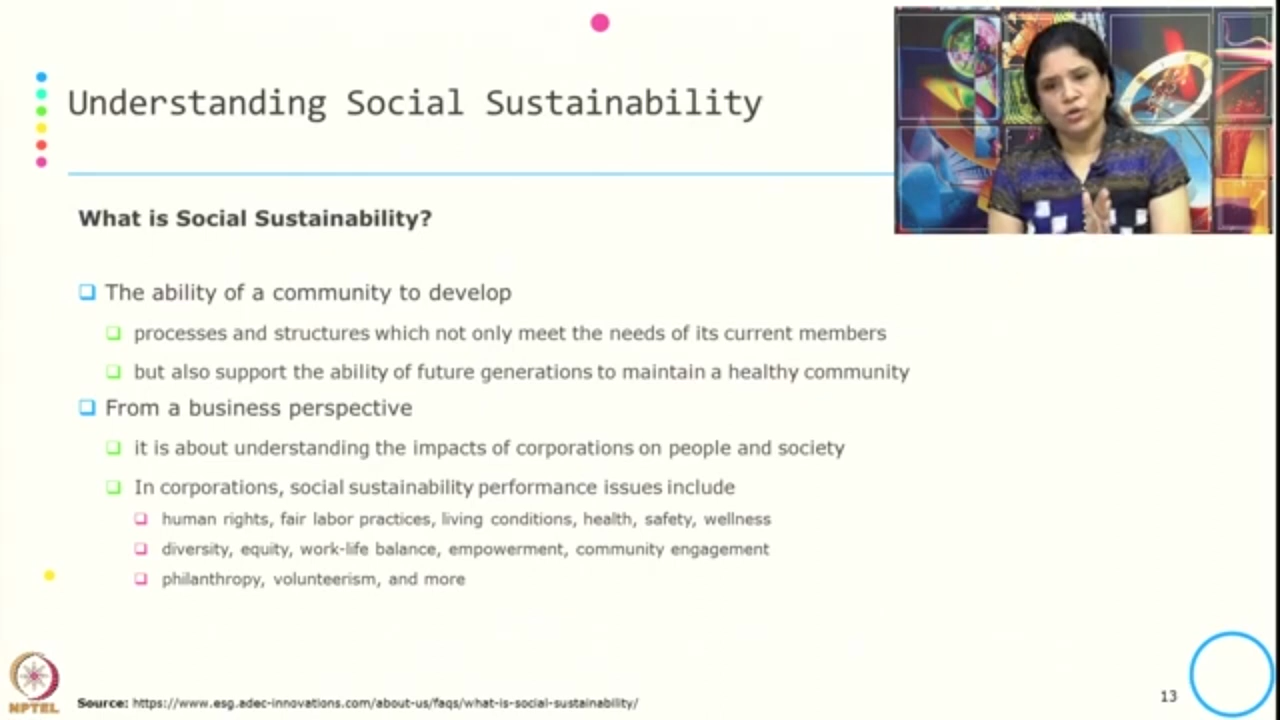 Understanding Social Sustainability
What is Social Sustainability?
The ability of a community to develop
processes and structures which not only meet the needs of its current members
but also support the ability of future generations to maintain a healthy community
From a business perspective
it is about understanding the impacts of corporations on people and society
In corporations, social sustainability performance issues include
human rights, fair labor practices, living conditions, health, safety, wellness
diversity, equity, work-life balance, empowerment, community engagement
philanthropy, volunteerism, and more
NPTEL
Source: https://www.esg.adec-innovations.com/about-us/faqs/what-is-social-sustainability/
13